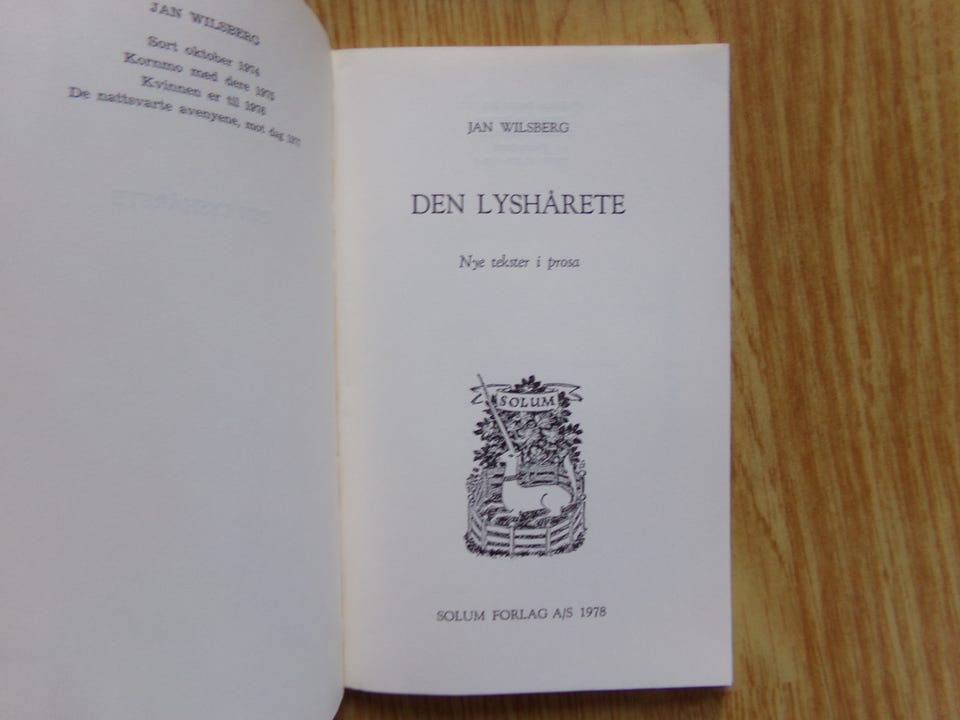 JAN WILSBERG
Sort oktober 1974
Kornmo med dere 1975
Kvinnen er til 1976
De nattsvarte avenyene, mot dag 1977
JAN WILSBERG
DEN LYSHÅRETE
Nye tekster i prosa
SOLUM
SOLUM FORLAG A/S 1978